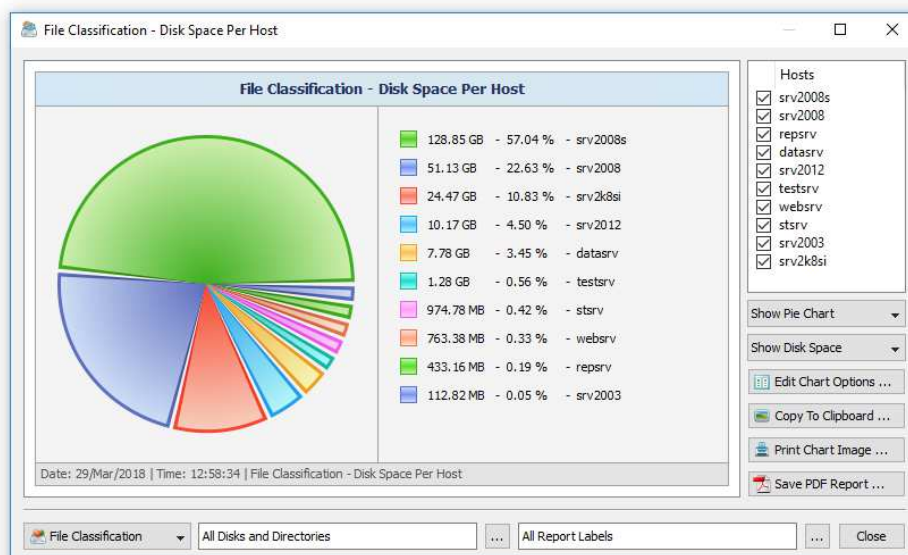 File Classification - Disk Space Per Host
File Classification - Disk Space Per Host
128.85 GB - 57.04 % - srv2008s
51.13 GB - 22.63 % - srv2008
24.47 GB - 10.83 % - srv2k8si
10.17 GB - 4.50 % - srv2012
7.78 GB - 3.45 % - datasrv
1.28 GB - 0.56 % - testsrv
974.78 MB - 0.42 % - stsrv
763.38 MB - 0.33 % - websrv
433.16 MB - 0.19 % - repsrv
112.82 MB - 0.05 % - srv2003
Date: 29/Mar/2018 | Time: 12:58:34 | File Classification - Disk Space Per Host
Hosts
srv2008s
srv2008
repsrv
datasrv
srv2012
testsrv
websrv
stsrv
srv2003
srv2k8si
Show Pie Chart
Show Disk Space
Edit Chart Options ...
Copy To Clipboard ...
Print Chart Image ...
Save PDF Report ...
File Classification
All Disks and Directories
...
All Report Labels
...
Close